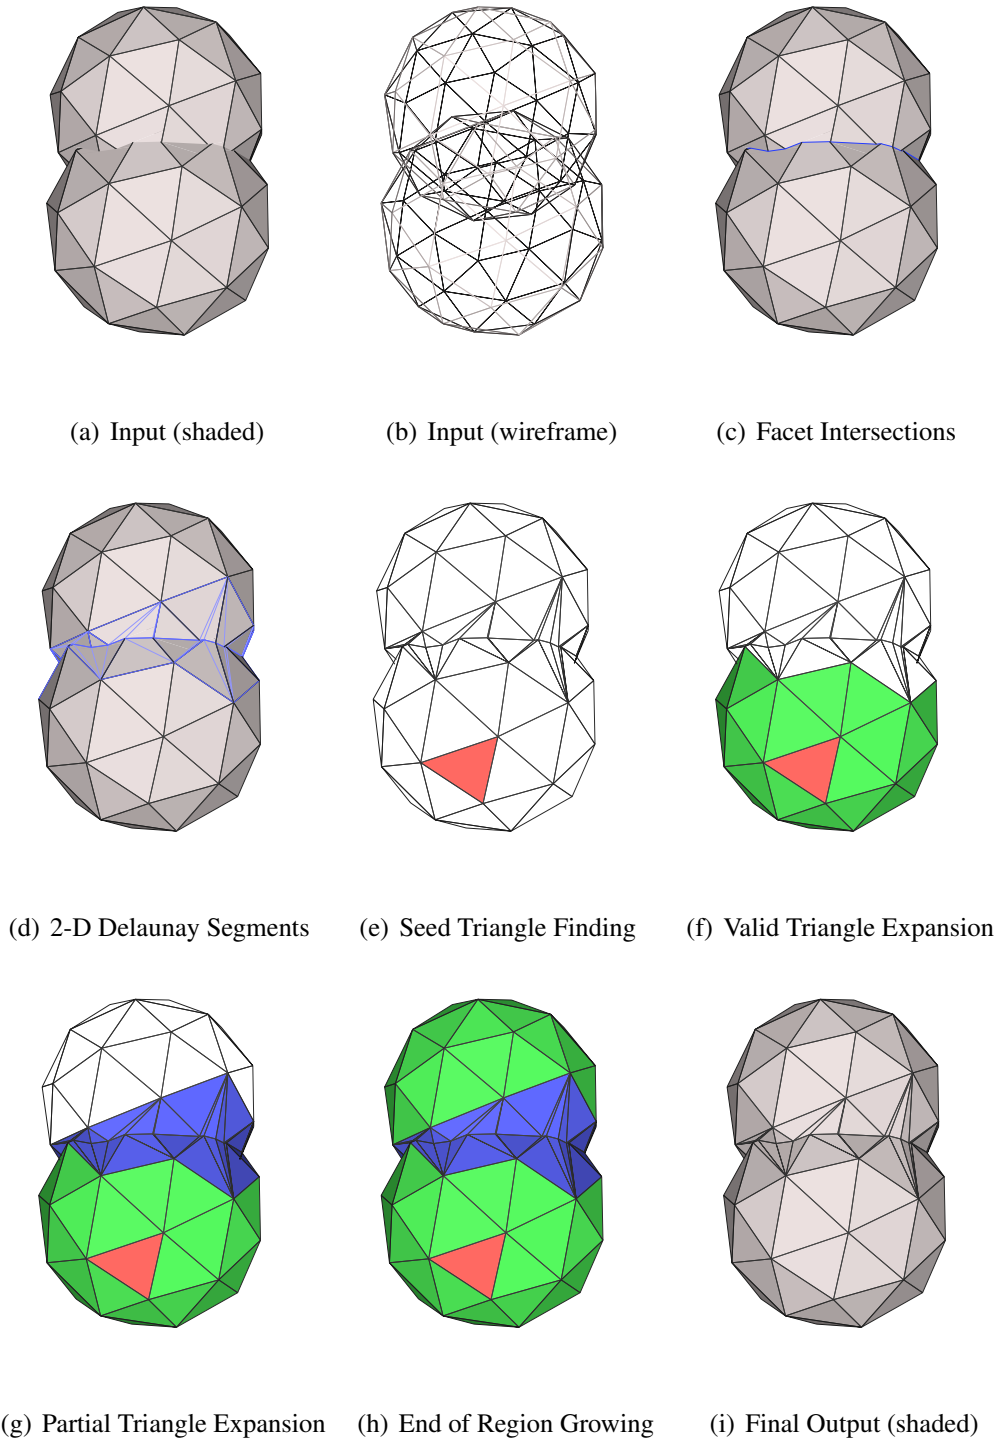 (a) Input (shaded)
(b) Input (wireframe)
(c) Facet Intersections
(d) 2-D Delaunay Segments
(e) Seed Triangle Finding
(f) Valid Triangle Expansion
(g) Partial Triangle Expansion
(h) End of Region Growing
(i) Final Output (shaded)